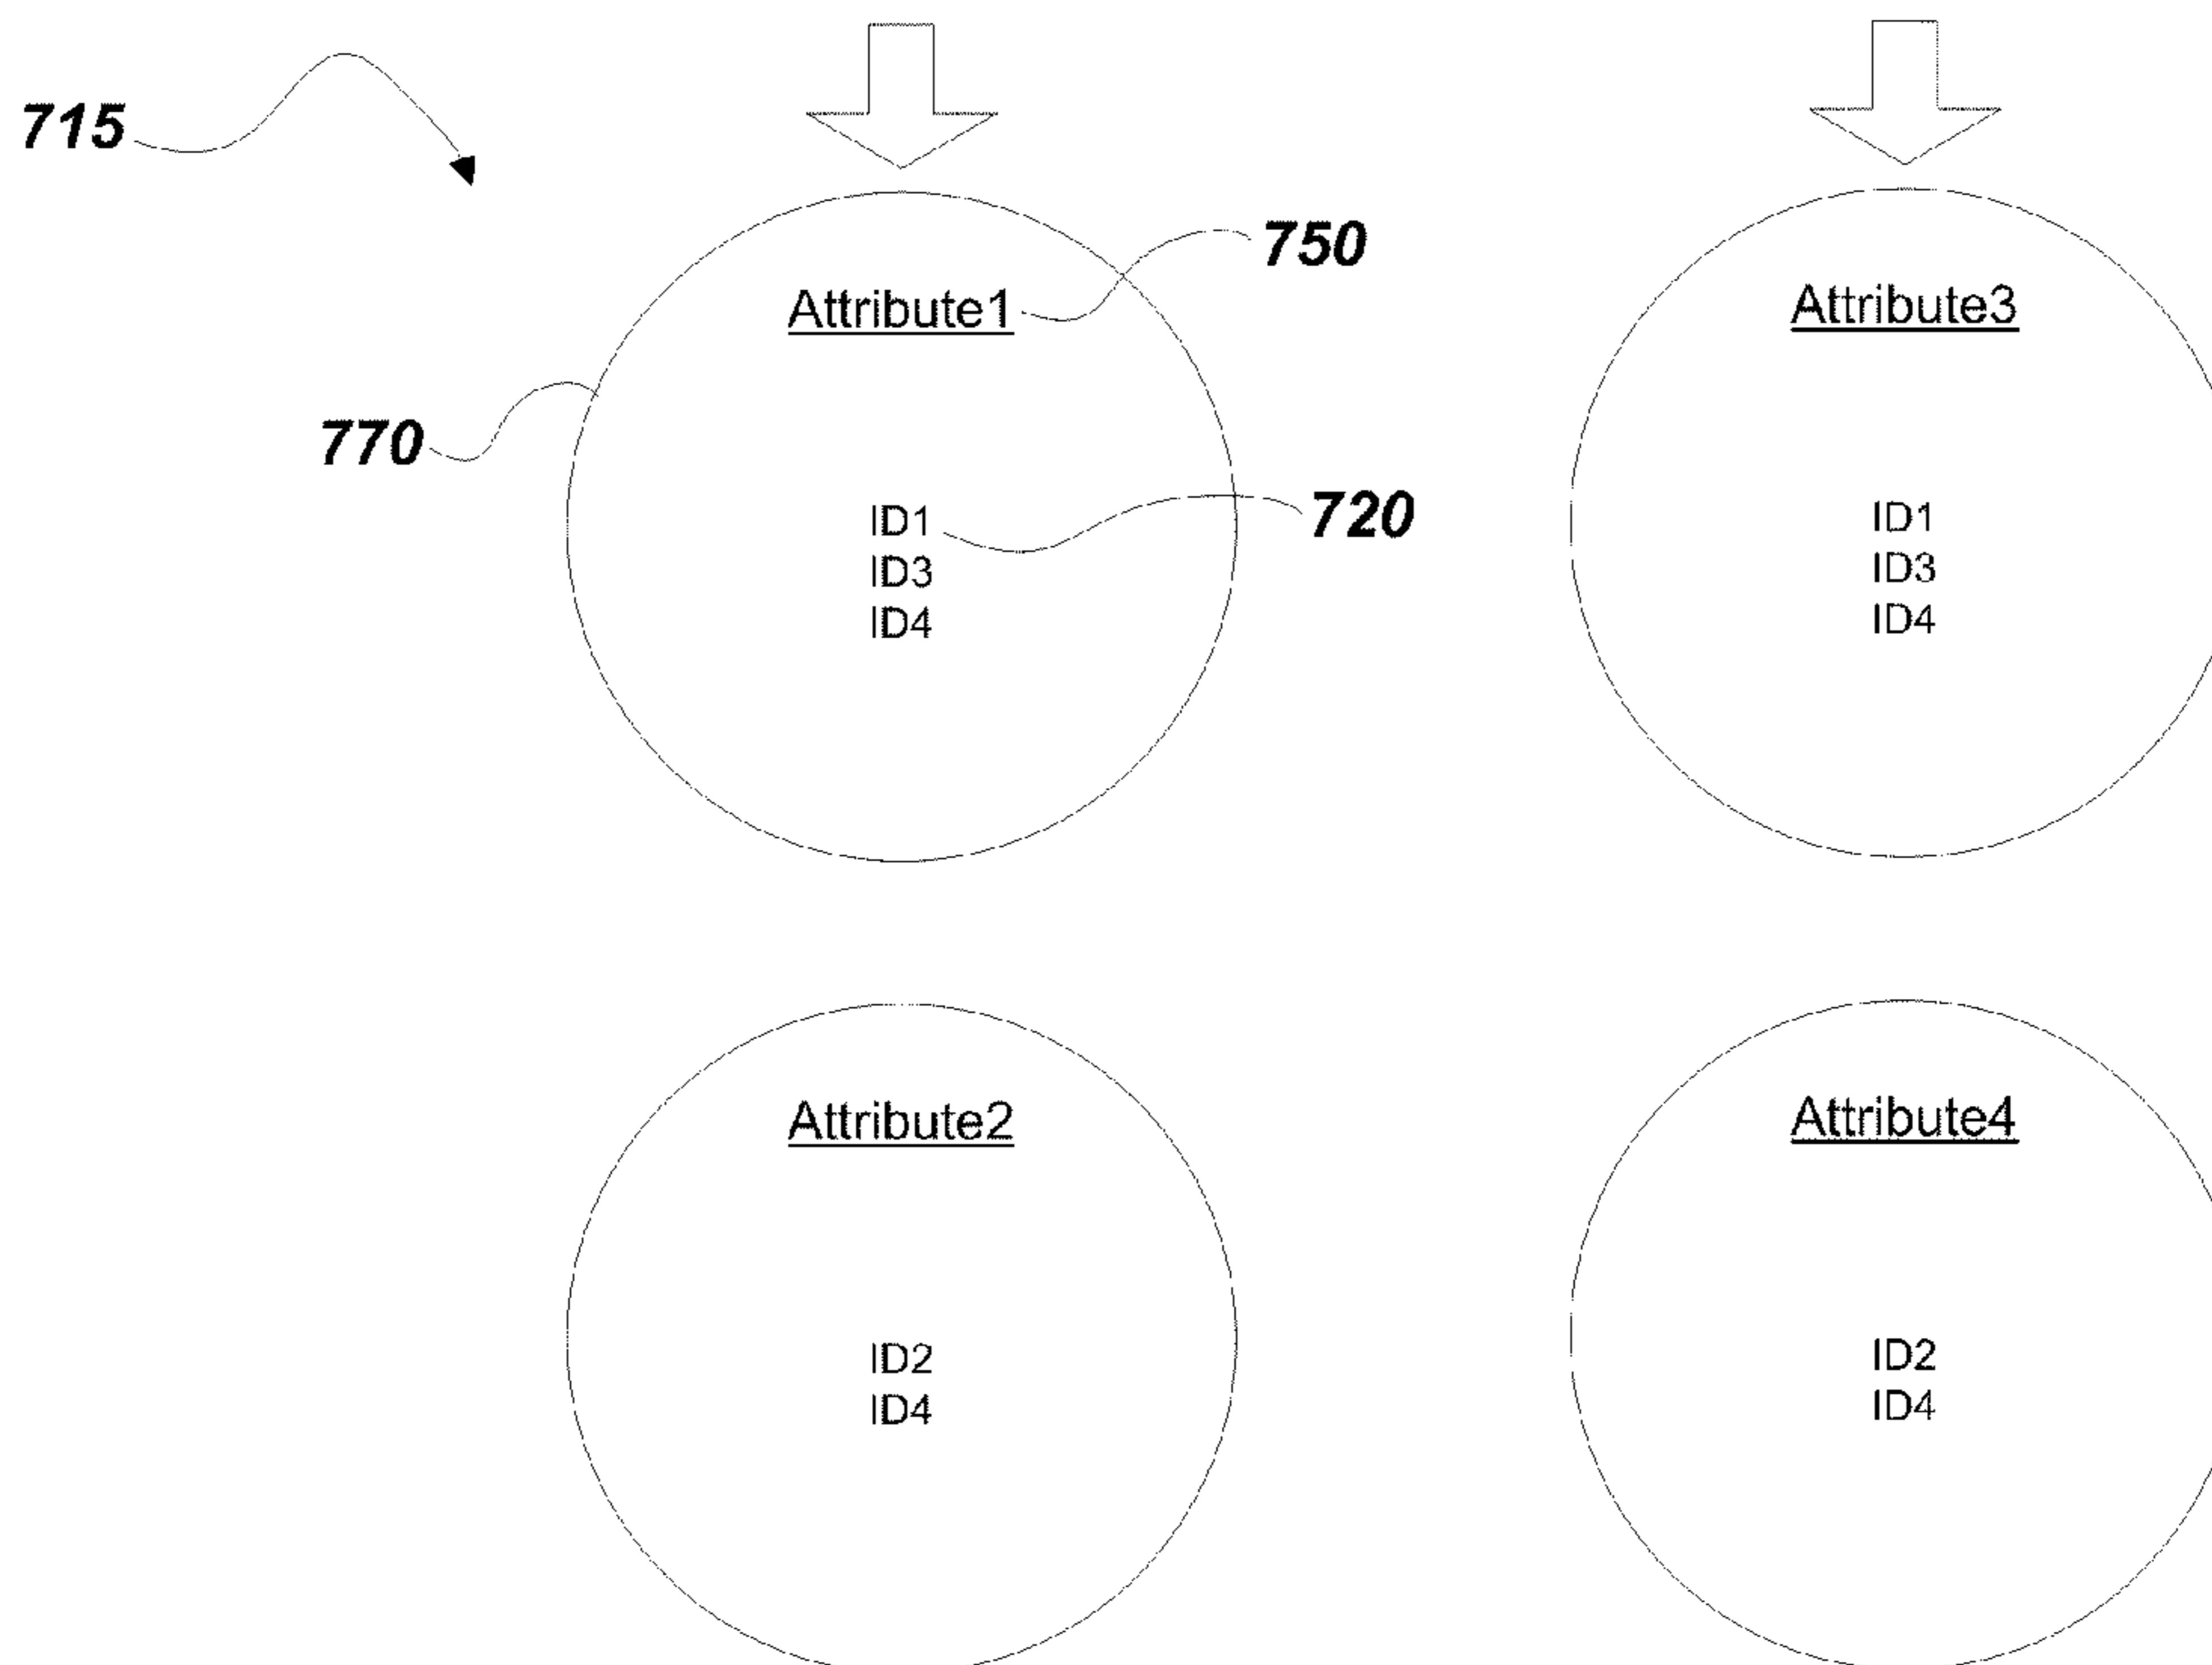 715
750
Attribute1
770
ID1
720
ID3
ID4
Attribute3
ID1
ID3
ID4
Attribute2
ID2
ID4
Attribute4
ID2
ID4